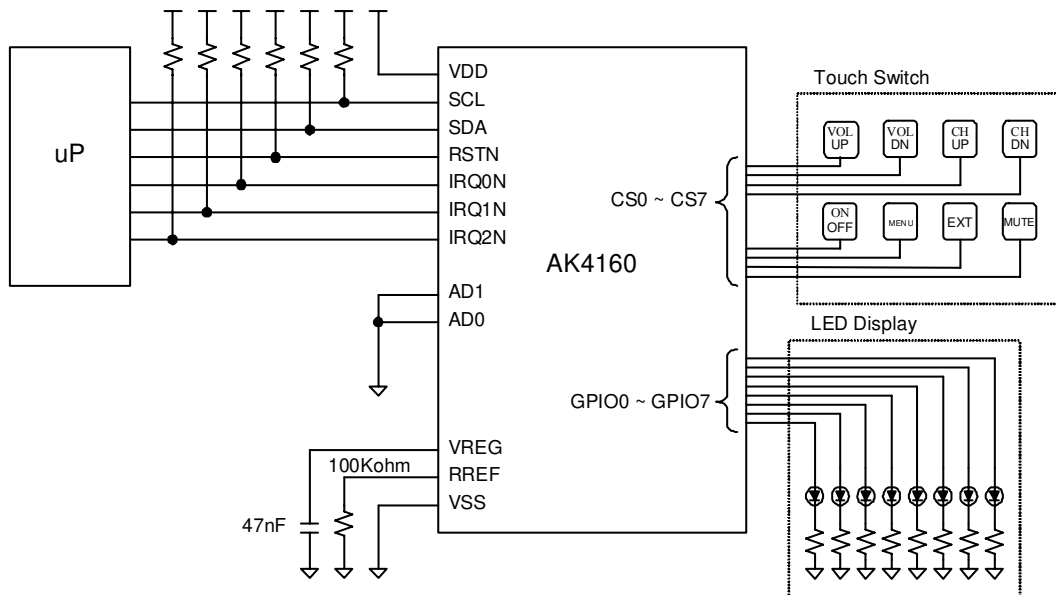 uP
VDD
SCL
SDA
RSTN
IRQ0N
IRQ1N
IRQ2N
AD1
AD0
VREG
100Kohm
RREF
VSS
47nF
AK4160
CS0 ~ CS7
GPIO0 ~ GPIO7
Touch Switch
VOL
UP
VOL
DN
CH
UP
CH
DN
ON
OFF
MENU
EXT
MUTE
LED Display